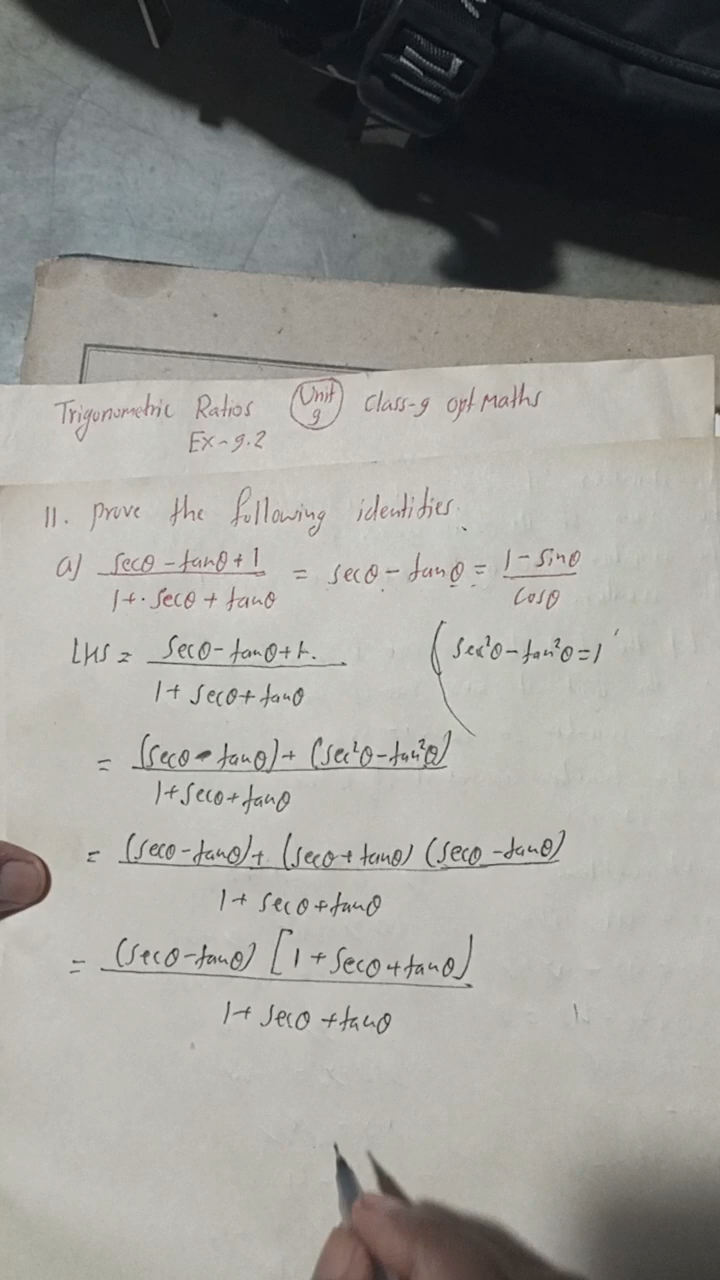 Trigonometric Ratios Unit 9 Class-9 opt Maths
Ex-9.2
11. Prove the following identities.
a) (secθ - tanθ + 1)/(1 + secθ + tanθ) = secθ - tanθ = (1 - sinθ)/cosθ
LHS = (secθ - tanθ + 1)/(1 + secθ + tanθ) (sec²θ - tan²θ = 1
= ((secθ - tanθ) + (sec²θ - tan²θ))/(1 + secθ + tanθ)
= ((secθ - tanθ) + (secθ + tanθ) (secθ - tanθ))/(1 + secθ + tanθ)
= ((secθ - tanθ) [1 + secθ + tanθ])/(1 + secθ + tanθ)